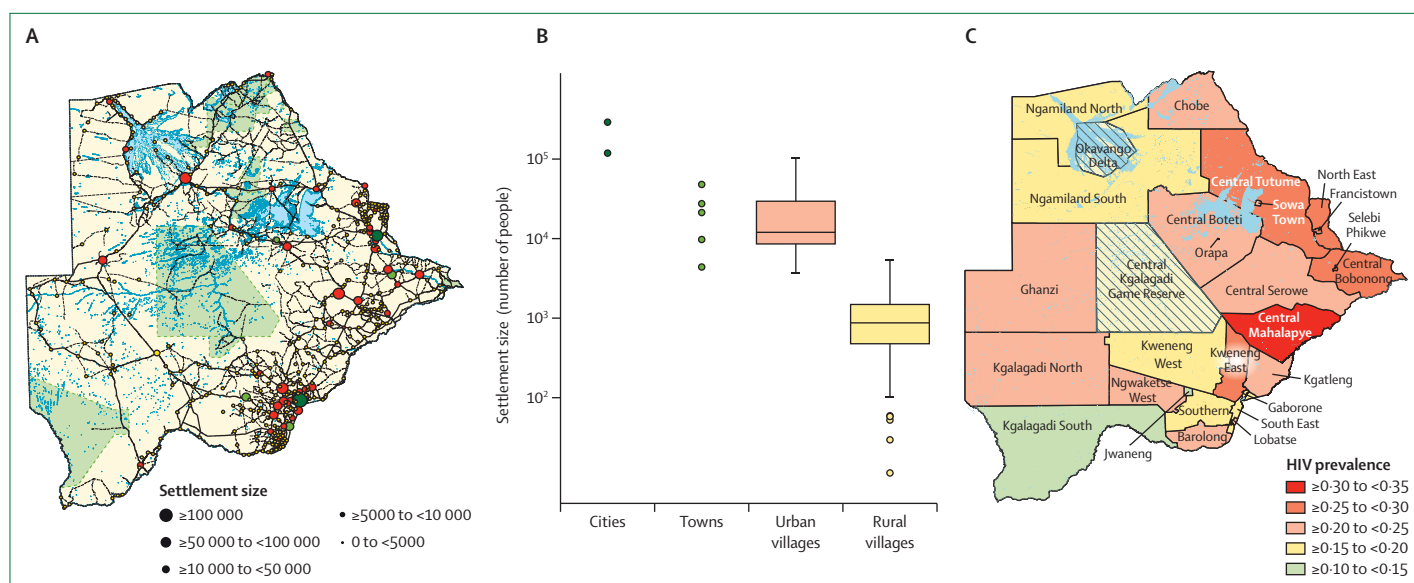 A
Settlement size
≥100 000
≥50 000 to <100 000
≥10 000 to <50 000
≥5000 to <10 000
0 to <5000
B
Settlement size (number of people)
10⁵
10⁴
10³
10²
Cities
Towns
Urban
villages
Rural
villages
C
Ngamiland North
Chobe
Okavango
Delta
Central Tutume
North East
Francistown
Sowa
Town
Selebi
Phikwe
Ngamiland South
Central Boteti
Orapa
Central
Bobonong
Ghanzi
Central
Kgalagadi
Game Reserve
Central Serowe
Central
Mahalapye
Kweneng
West
Kweneng
East
Kgalagadi North
Kgatleng
Ngwaketse
West
Gaborone
Kgalagadi South
Southern
South East
Lobatse
Barolong
Jwaneng
HIV prevalence
≥0·30 to <0·35
≥0·25 to <0·30
≥0·20 to <0·25
≥0·15 to <0·20
≥0·10 to <0·15